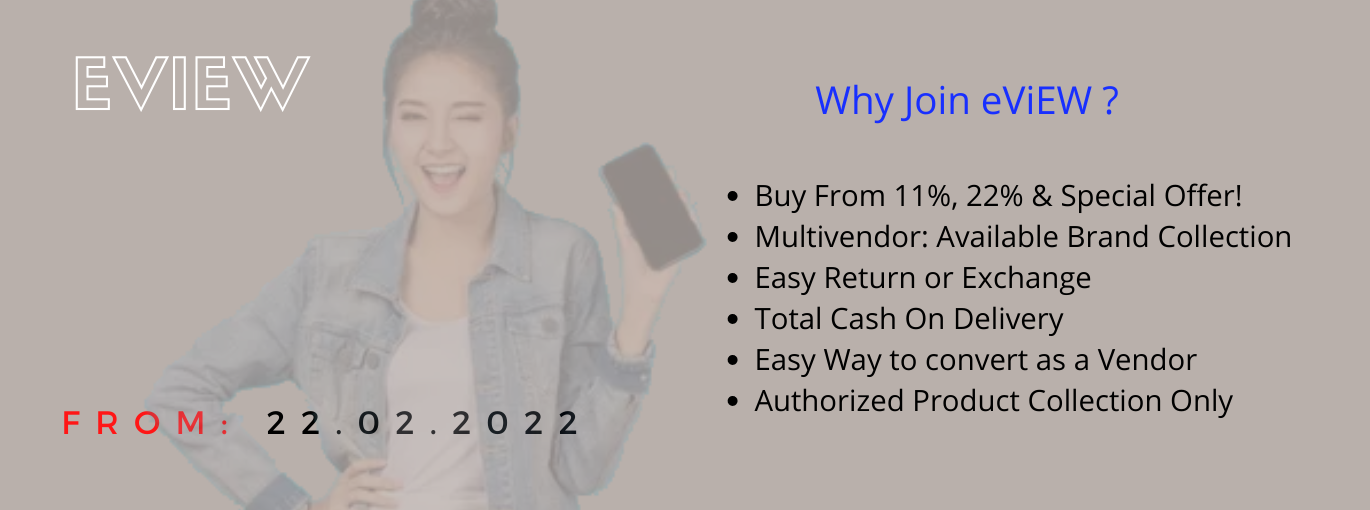 EVIEW
FROM: 22.02.2022
Why Join eViEW ?
• Buy From 11%, 22% & Special Offer!
• Multivendor: Available Brand Collection
• Easy Return or Exchange
• Total Cash On Delivery
• Easy Way to convert as a Vendor
• Authorized Product Collection Only